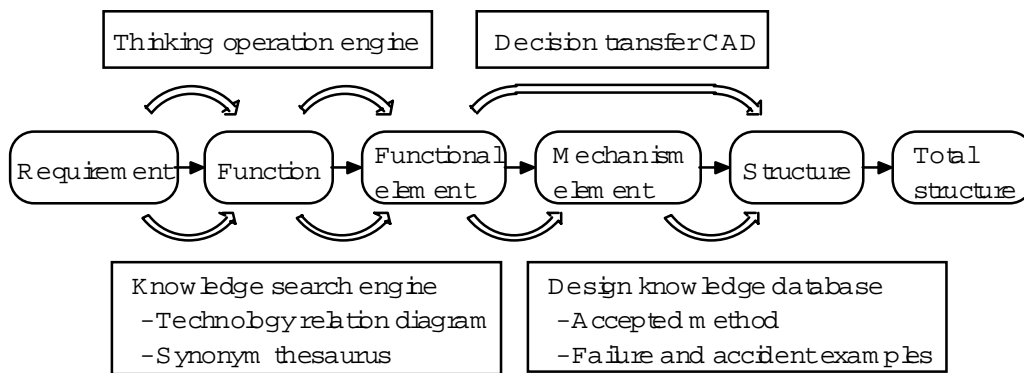 Thinking operation engine
Decision transfer CAD
Requirement
Function
Functional
element
Mechanism
element
Structure
Total
structure
Knowledge search engine
-Technology relation diagram
-Synonym thesaurus
Design knowledge database
-Accepted method
-Failure and accident examples